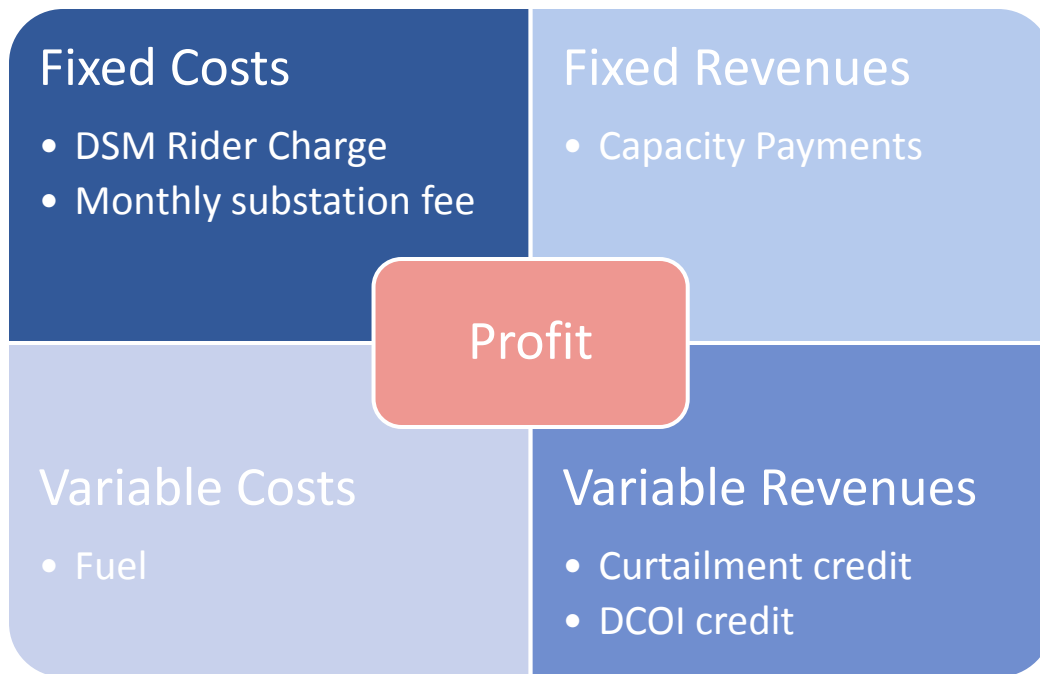 Fixed Costs
• DSM Rider Charge
• Monthly substation fee
Fixed Revenues
• Capacity Payments
Profit
Variable Costs
• Fuel
Variable Revenues
• Curtailment credit
• DCOI credit